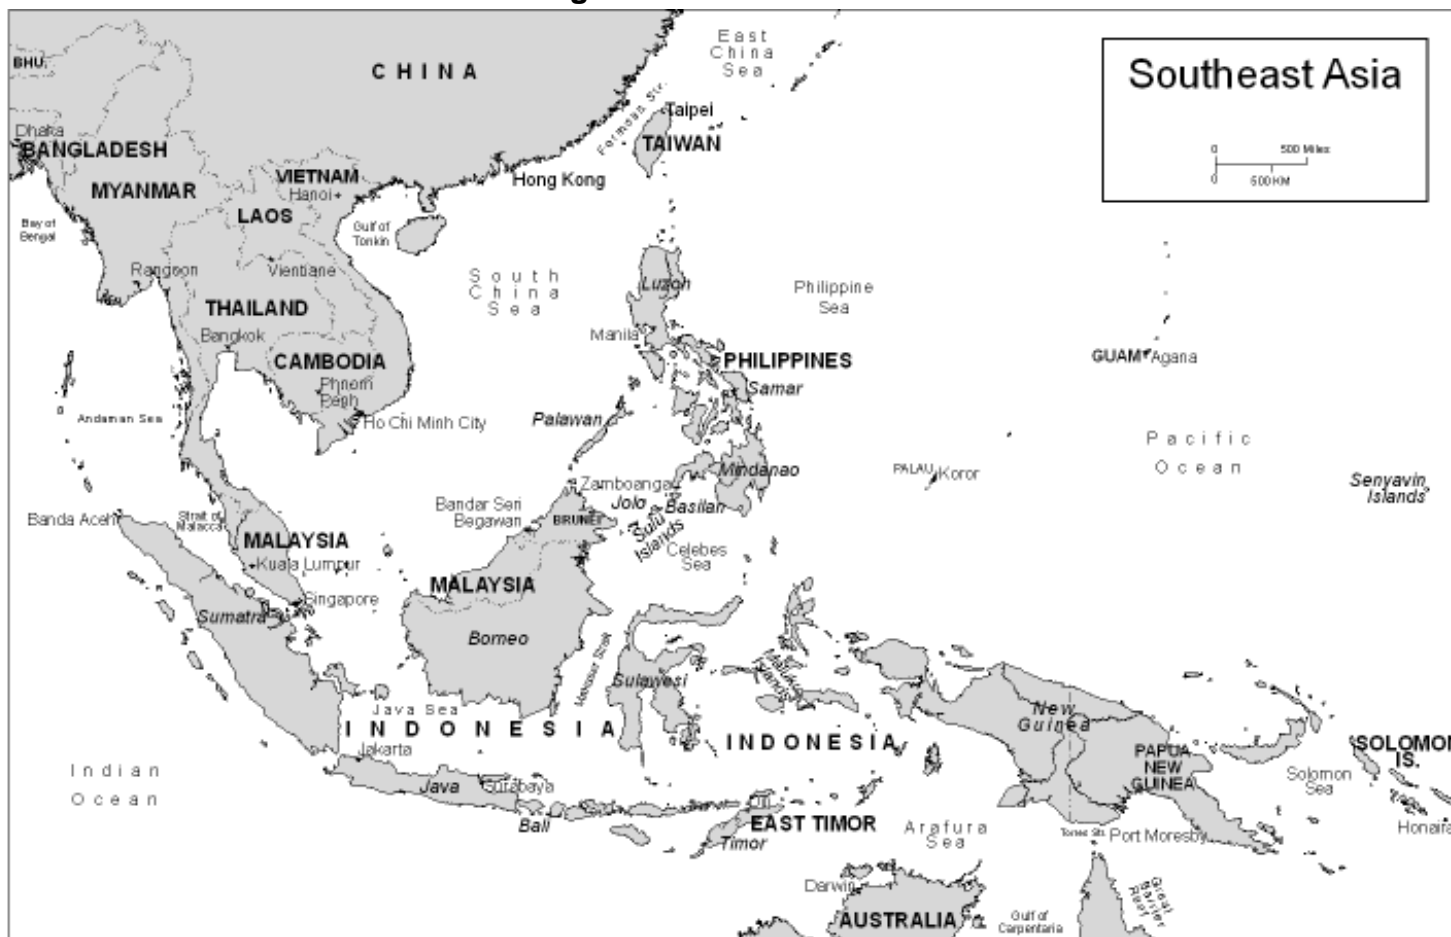 Southeast Asia
0 500 Miles
0 500 KM
East
China
Sea
CHINA
BHU.
Dhaka
BANGLADESH
MYANMAR
VIETNAM
Hanoi
LAOS
Formosan Str.
Taipei
TAIWAN
Hong Kong
Bay of
Bengal
Gulf of
Tonkin
Rangoon
Vientiane
South
China
Sea
Luzon
Philippine
Sea
THAILAND
Bangkok
Manila
CAMBODIA
Phnom
Penh
PHILIPPINES
Samar
GUAM
Agana
Andaman Sea
Ho Chi Minh City
Palawan
Pacific
Ocean
Mindanao
PALAU
Koror
Senyavin
Islands
Zamboanga
Jolo
Basilan
Bandar Seri
Begawan
BRUNEI
Sulu
Islands
Banda Aceh
Strait of
Malacca
MALAYSIA
Kuala Lumpur
Celebes
Sea
MALAYSIA
Singapore
Sumatra
Borneo
Sulawesi
Islands
Java Sea
INDONESIA
INDONESIA
New
Guinea
PAPUA
NEW
GUINEA
SOLOMON
IS.
Jakarta
Indian
Ocean
Java
Surabaya
Solomon
Sea
Bali
EAST TIMOR
Timor
Arafura
Sea
Torres Str.
Port Moresby
Honaira
Darwin
AUSTRALIA
Gulf of
Carpentaria
Great
Barrier
Reef